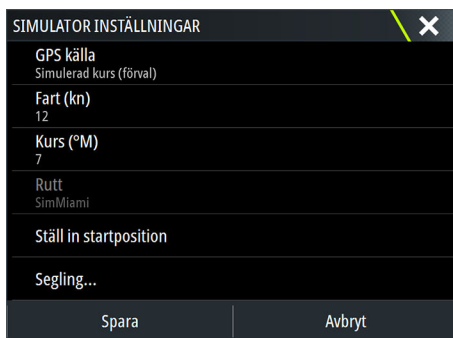 SIMULATOR INSTÄLLNINGAR
GPS källa
Simulerad kurs (förval)
Fart (kn)
12
Kurs (°M)
7
Rutt
SimMiami
Ställ in startposition
Segling...
Spara
Avbryt